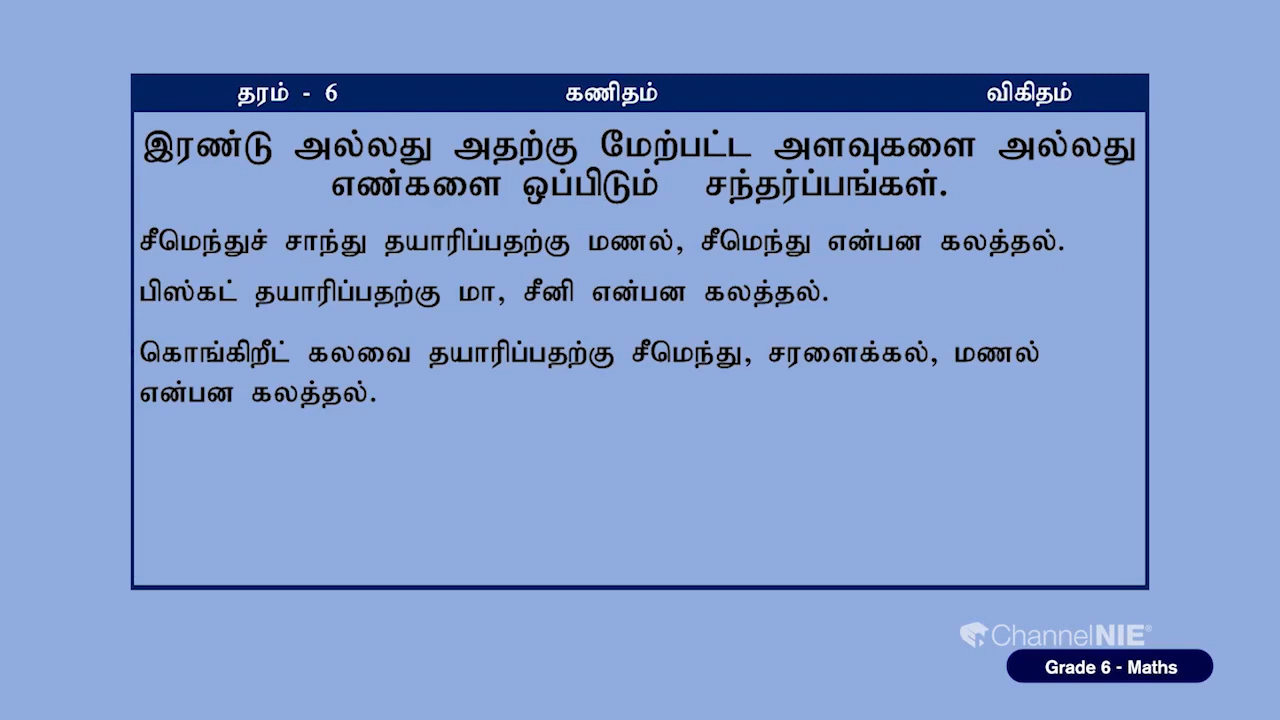 தரம் - 6 கணிதம் விகிதம்
இரண்டு அல்லது அதற்கு மேற்பட்ட அளவுகளை அல்லது
எண்களை ஒப்பிடும் சந்தர்ப்பங்கள்.
சீமெந்துச் சாந்து தயாரிப்பதற்கு மணல், சீமெந்து என்பன கலத்தல்.
பிஸ்கட் தயாரிப்பதற்கு மா, சீனி என்பன கலத்தல்.
கொங்கிறீட் கலவை தயாரிப்பதற்கு சீமெந்து, சரளைக்கல், மணல்
என்பன கலத்தல்.
ChannelNIE®
Grade 6 - Maths